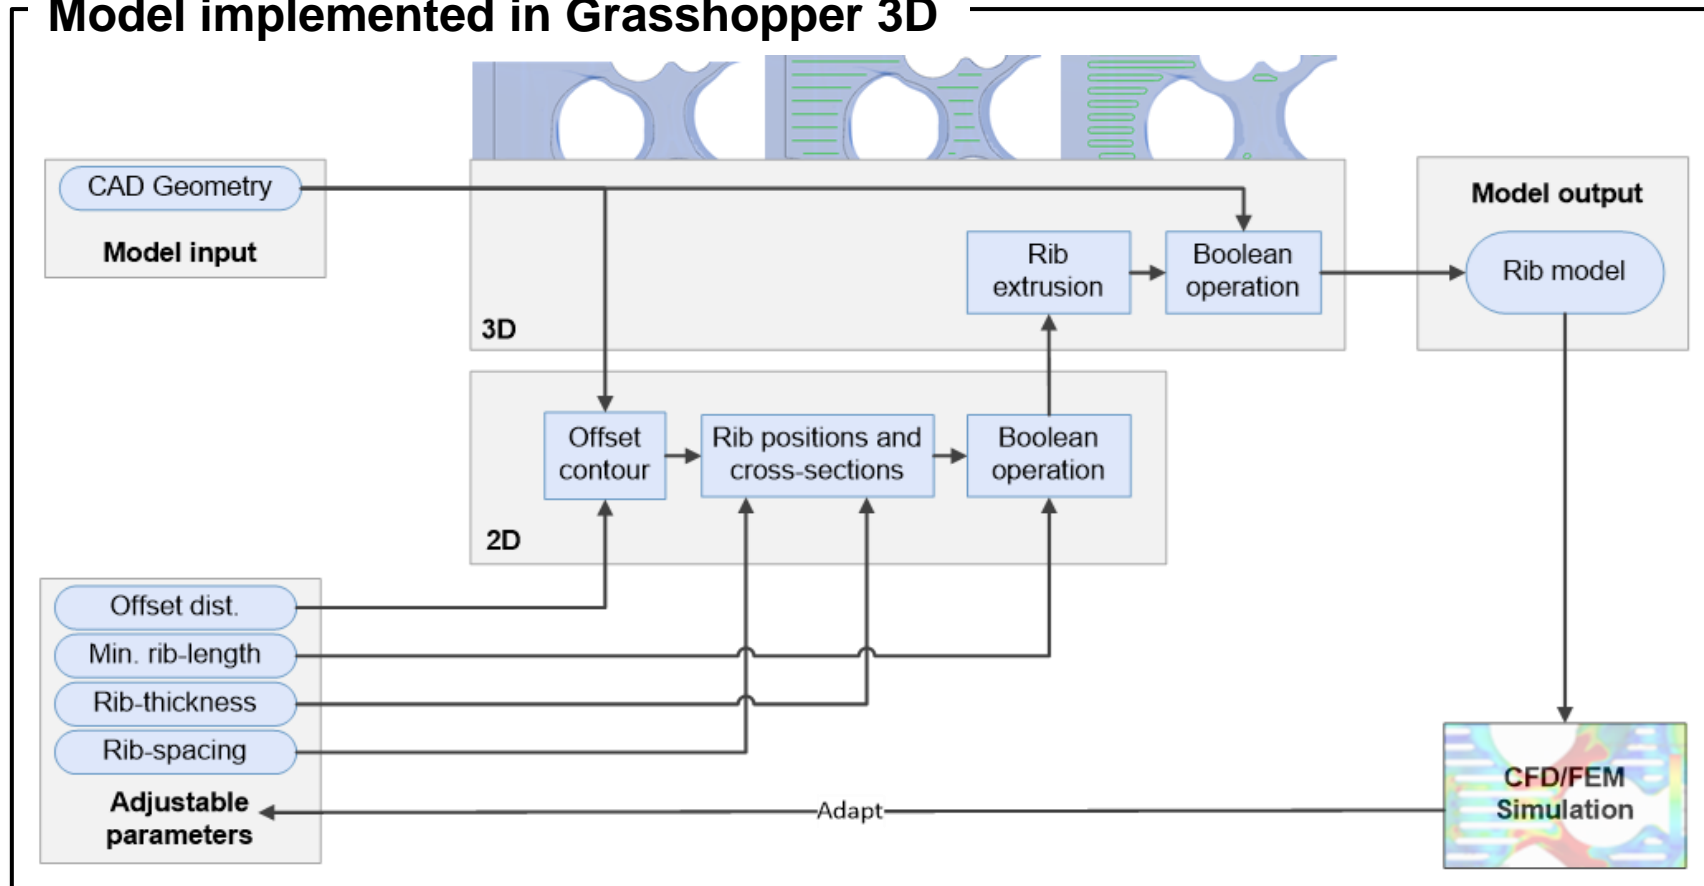 Model implemented in Grasshopper 3D
CAD Geometry
Model input
Model output
Rib
extrusion
Boolean
operation
Rib model
3D
Offset
contour
Rib positions and
cross-sections
Boolean
operation
2D
Offset dist.
Min. rib-length
Rib-thickness
Rib-spacing
Adjustable
parameters
Adapt
CFD/FEM
Simulation